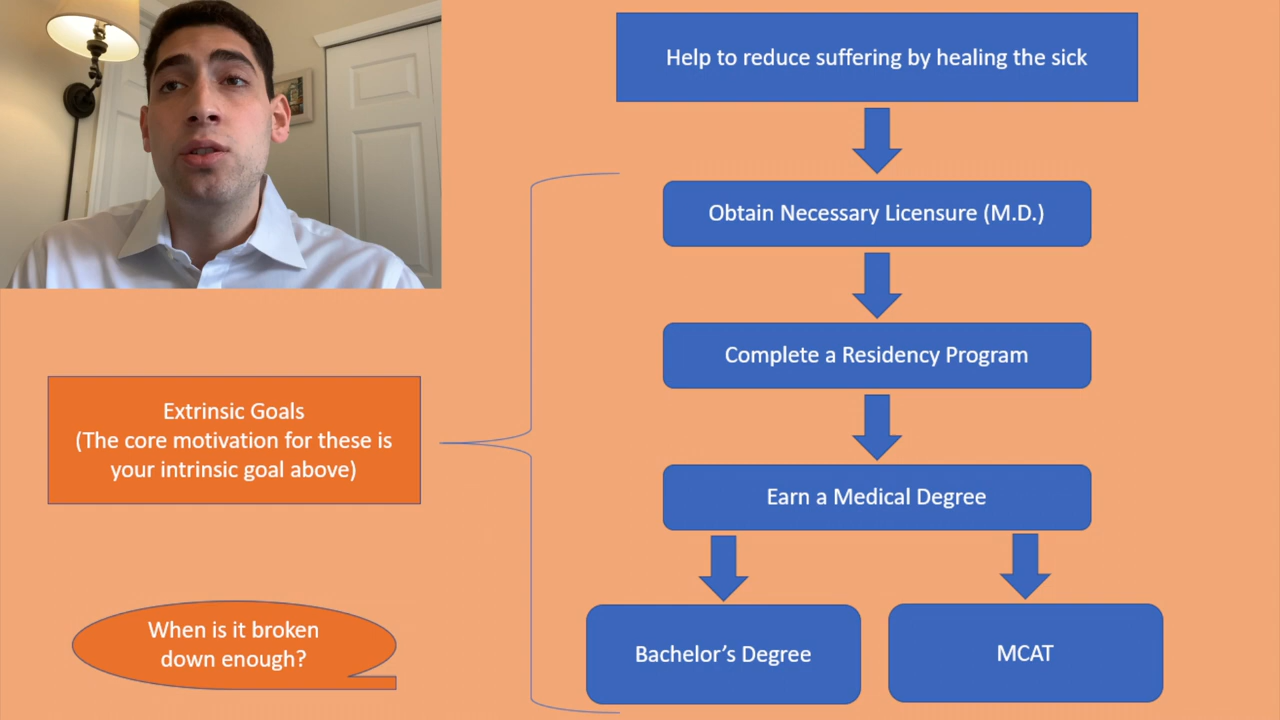 Help to reduce suffering by healing the sick
Obtain Necessary Licensure (M.D.)
Complete a Residency Program
Extrinsic Goals
(The core motivation for these is
your intrinsic goal above)
Earn a Medical Degree
When is it broken
down enough?
Bachelor’s Degree
MCAT